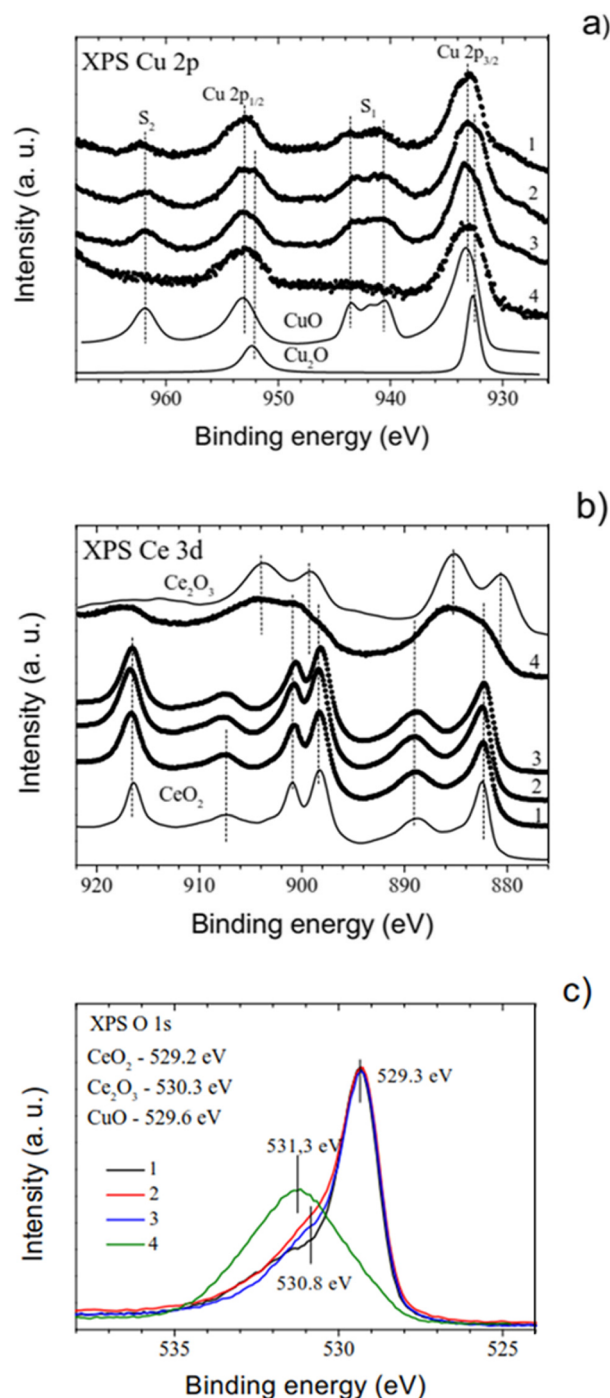 a)
XPS Cu 2p
Cu 2p3/2
Cu 2p1/2
S2
S1
1
2
3
4
CuO
Cu2O
Intensity (a. u.)
960 950 940 930
Binding energy (eV)
b)
XPS Ce 3d
Ce2O3
4
3
2
CeO2
1
Intensity (a. u.)
920 910 900 890 880
Binding energy (eV)
c)
XPS O 1s
CeO2 - 529.2 eV
Ce2O3 - 530.3 eV
CuO - 529.6 eV
529.3 eV
531,3 eV
1
2
3
4
530.8 eV
Intensity (a. u.)
535 530 525
Binding energy (eV)